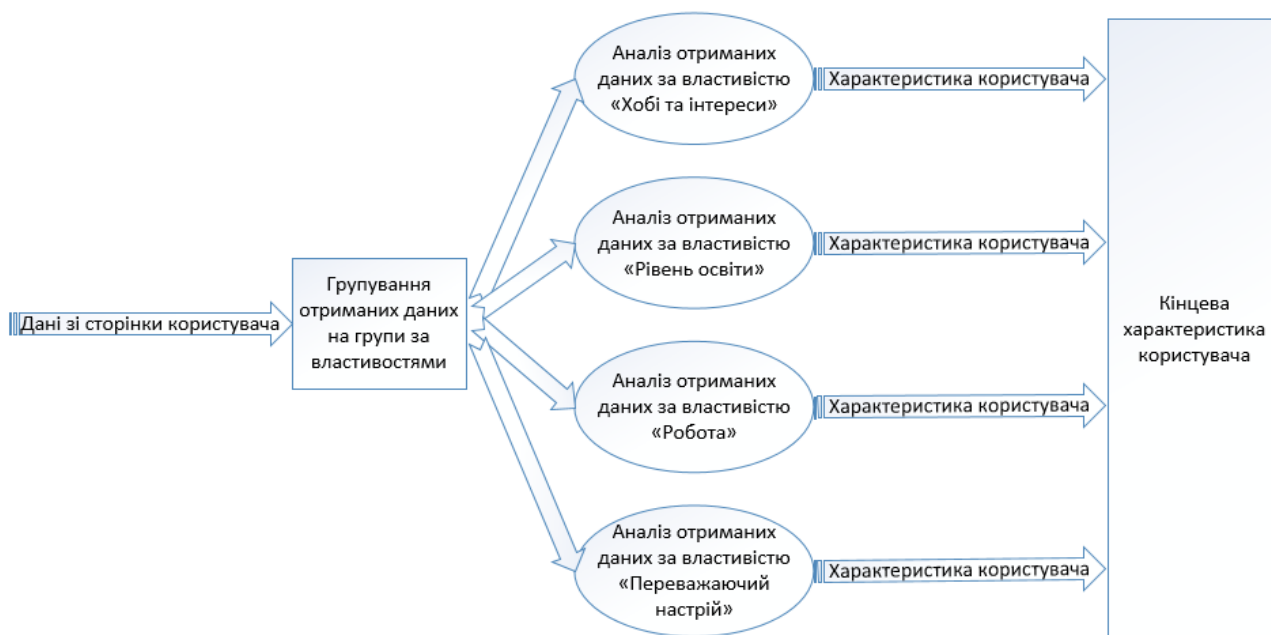 Дані зі сторінки користувача
Групування
отриманих даних
на групи за
властивостями
Аналіз отриманих
даних за властивістю
«Хобі та інтереси»
Характеристика користувача
Аналіз отриманих
даних за властивістю
«Рівень освіти»
Характеристика користувача
Аналіз отриманих
даних за властивістю
«Робота»
Характеристика користувача
Аналіз отриманих
даних за властивістю
«Переважаючий
настрій»
Характеристика користувача
Кінцева
характеристика
користувача